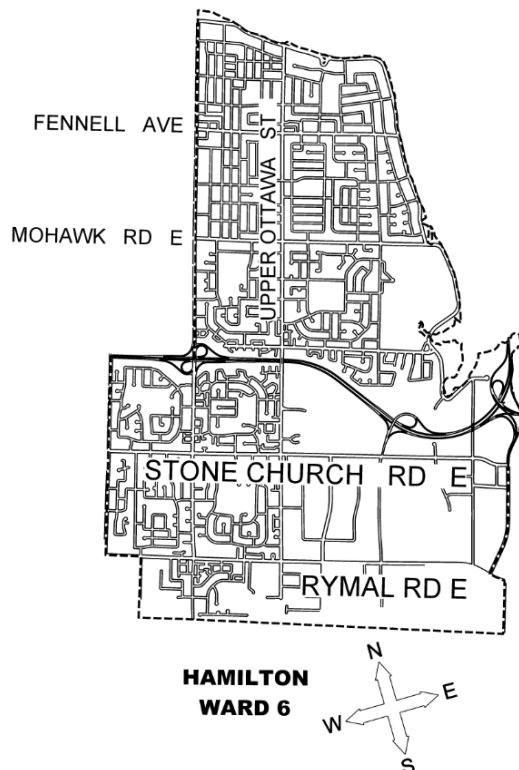 FENNELL AVE
UPPER OTTAWA ST E
MOHAWK RD E
STONE CHURCH RD E
RYMAL RD E
HAMILTON
WARD 6
N
E
W
S